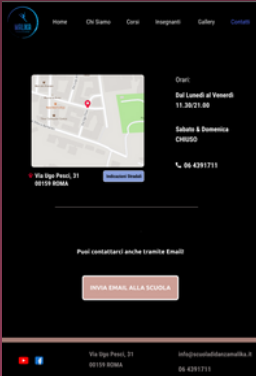 Home Chi Siamo Corsi Insegnanti Gallery Contatti
Orari:
Dal Lunedì al Venerdì
11.30/21.00
Sabato & Domenica
CHIUSO
06 4391711
Via Ugo Pesci, 31
00159 ROMA
Indicazioni Stradali
Puoi contattarci anche tramite Email!
INVIA EMAIL ALLA SCUOLA
Via Ugo Pesci, 31
00159 ROMA
info@scuoladidanzamalika.it
06 4391711